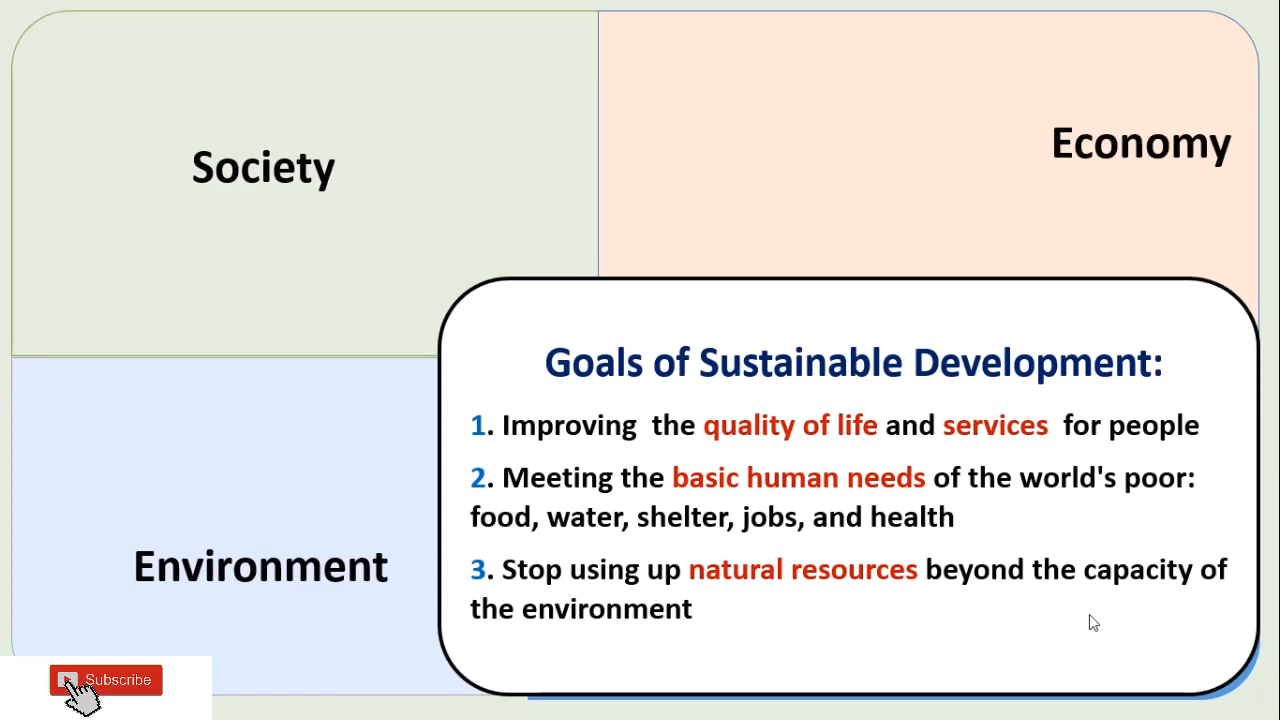 Society
Economy
Goals of Sustainable Development:
1. Improving the quality of life and services for people
2. Meeting the basic human needs of the world's poor:
food, water, shelter, jobs, and health
3. Stop using up natural resources beyond the capacity of
the environment
Environment
Subscribe